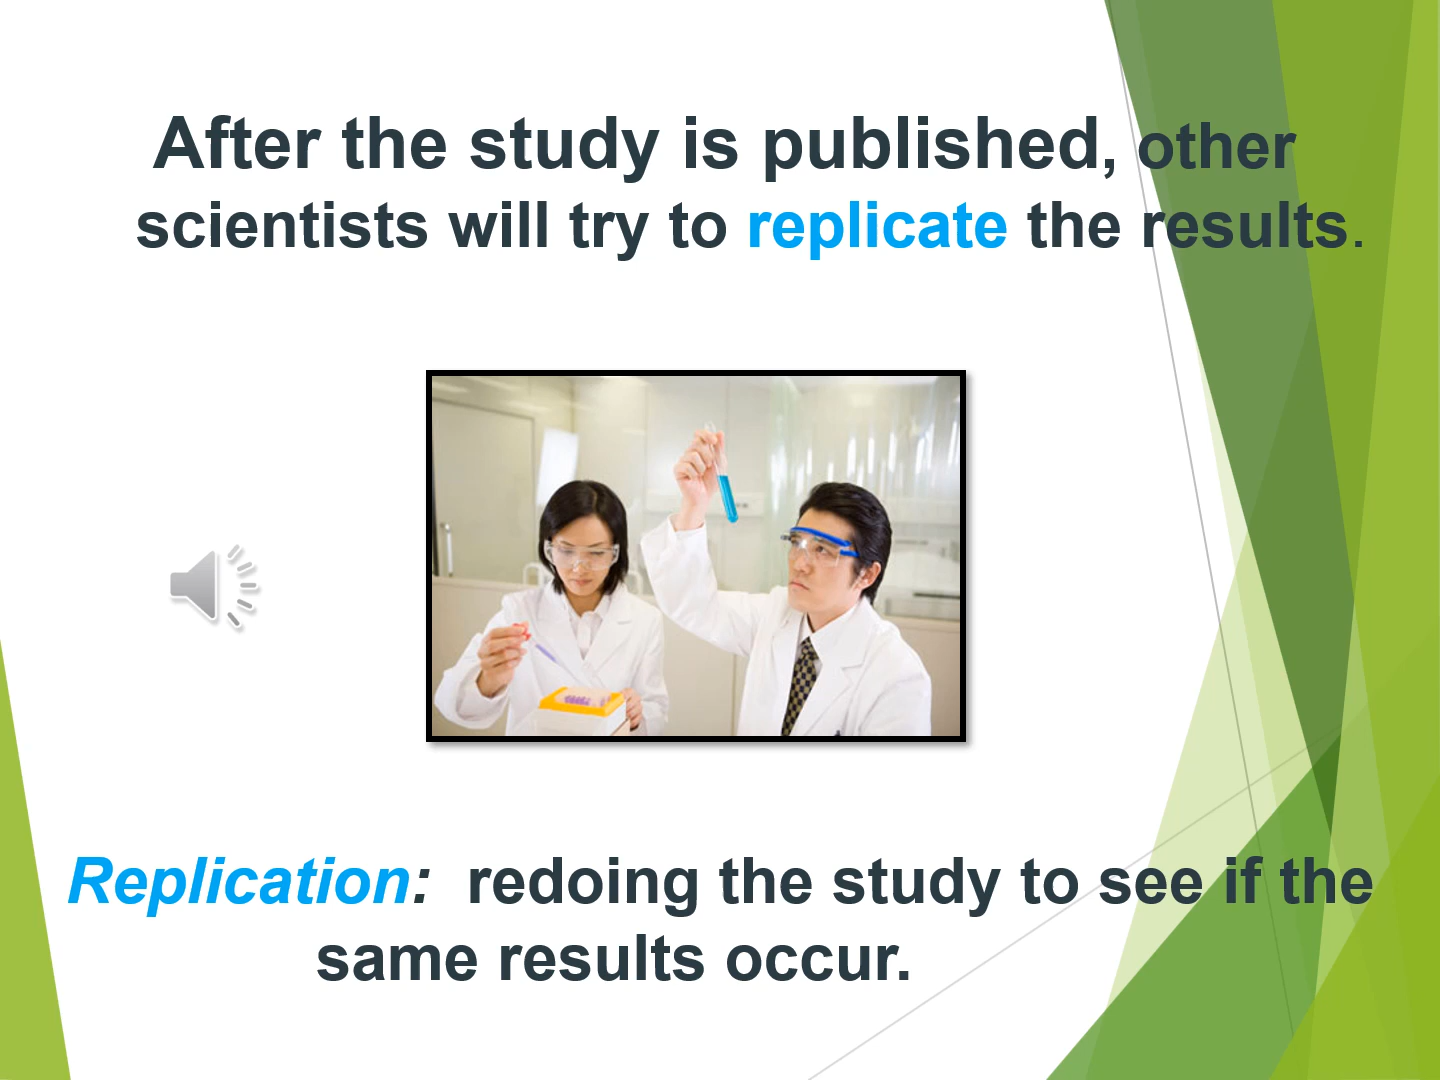 After the study is published, other
scientists will try to replicate the results.
Replication: redoing the study to see if the
same results occur.